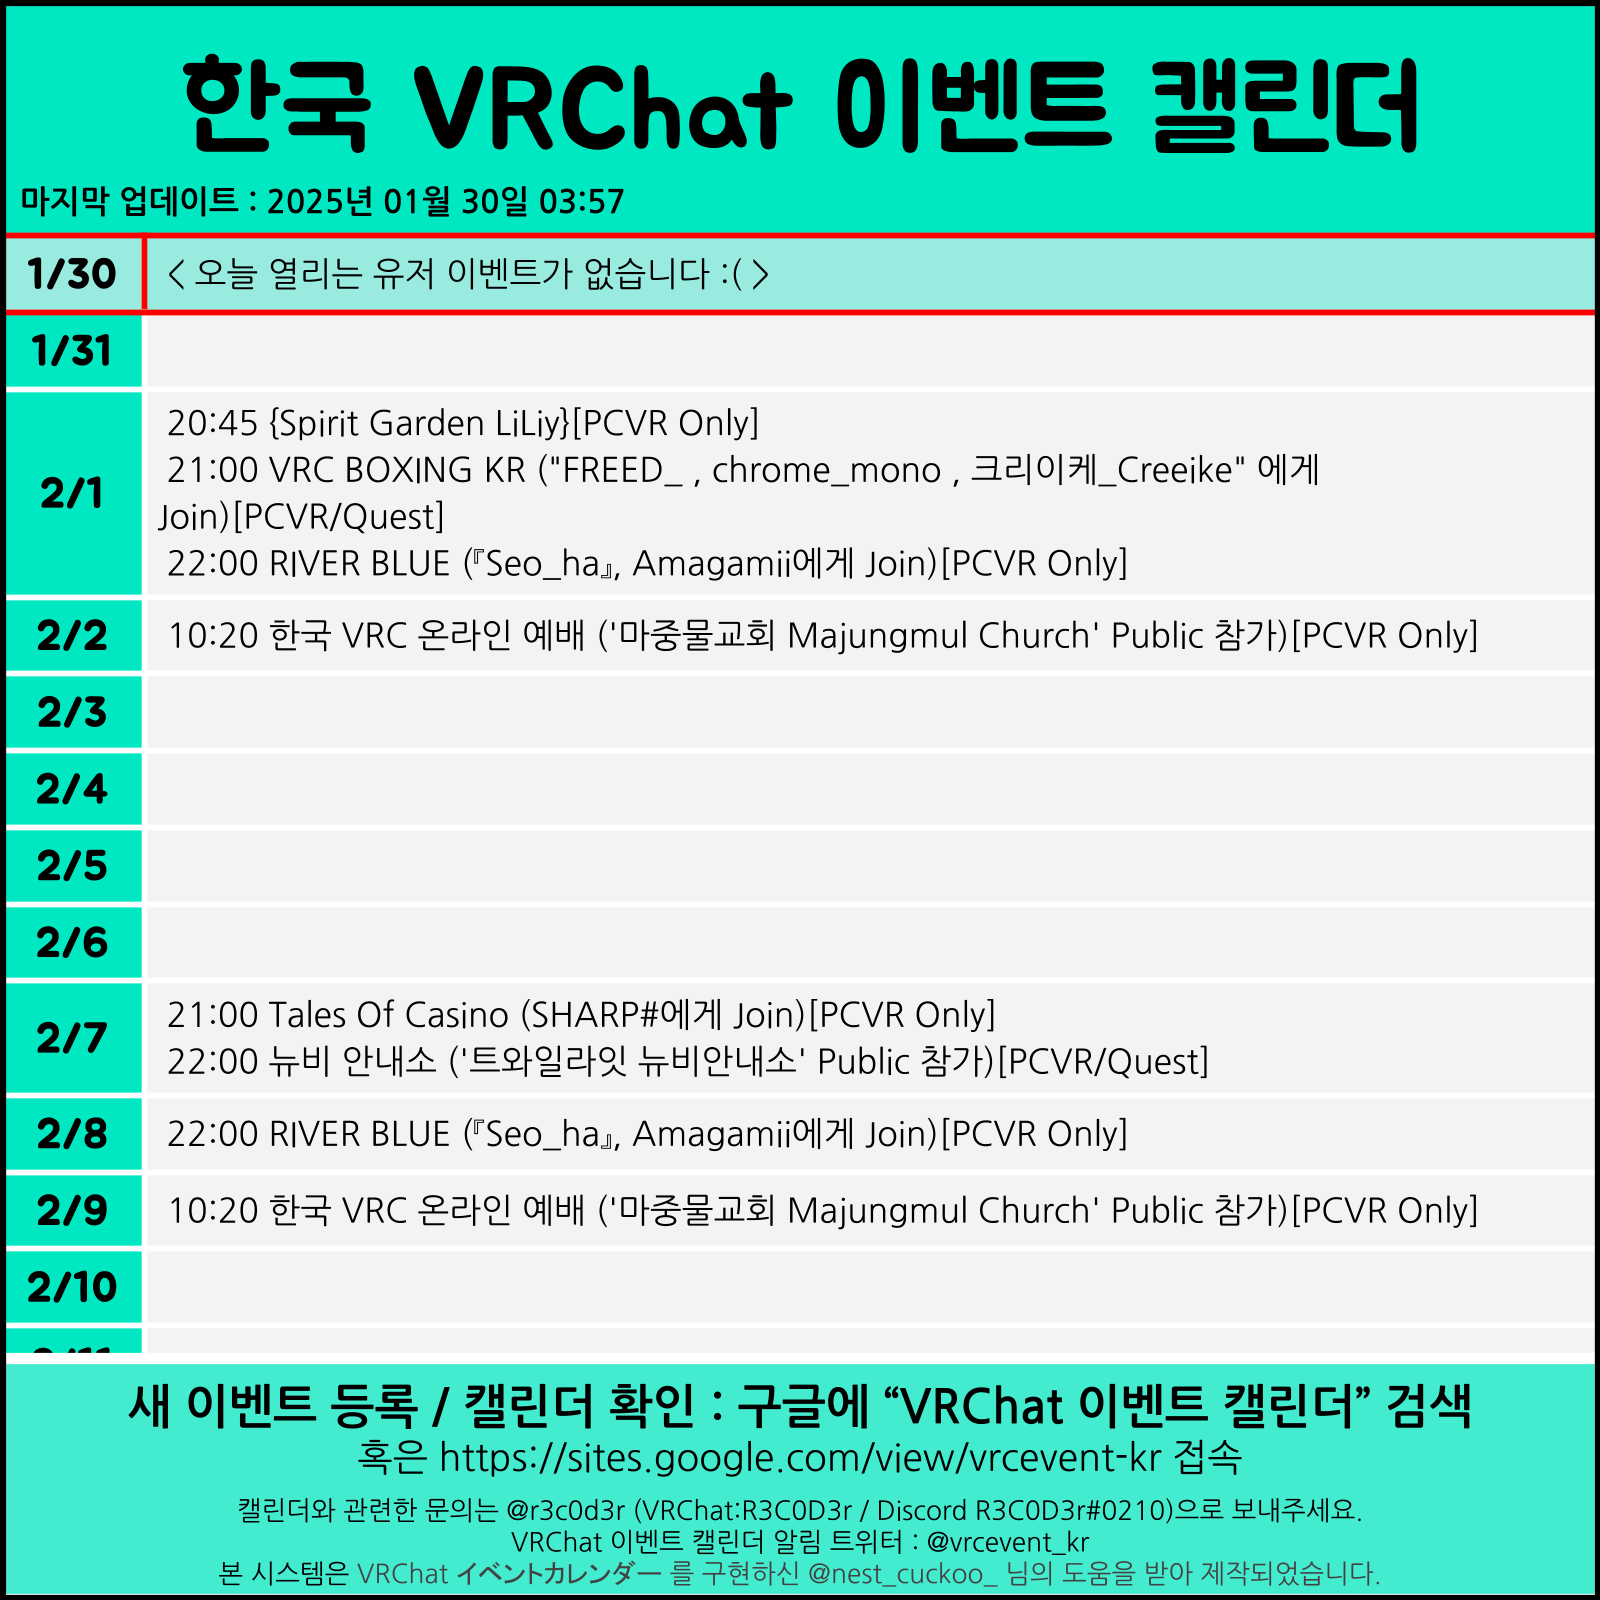 한국 VRChat 이벤트 캘린더
마지막 업데이트 : 2025년 01월 30일 03:57
1/30 < 오늘 열리는 유저 이벤트가 없습니다 :( >
1/31
2/1
20:45 {Spirit Garden LiLiy}[PCVR Only]
21:00 VRC BOXING KR ("FREED_ , chrome_mono , 크리이케_Creeike" 에게
Join)[PCVR/Quest]
22:00 RIVER BLUE (『Seo_ha』, Amagamii에게 Join)[PCVR Only]
2/2 10:20 한국 VRC 온라인 예배 ('마중물교회 Majungmul Church' Public 참가)[PCVR Only]
2/3
2/4
2/5
2/6
2/7
21:00 Tales Of Casino (SHARP#에게 Join)[PCVR Only]
22:00 뉴비 안내소 ('트와일라잇 뉴비안내소' Public 참가)[PCVR/Quest]
2/8 22:00 RIVER BLUE (『Seo_ha』, Amagamii에게 Join)[PCVR Only]
2/9 10:20 한국 VRC 온라인 예배 ('마중물교회 Majungmul Church' Public 참가)[PCVR Only]
2/10
2/11
새 이벤트 등록 / 캘린더 확인 : 구글에 “VRChat 이벤트 캘린더” 검색
혹은 https://sites.google.com/view/vrcevent-kr 접속
캘린더와 관련한 문의는 @r3c0d3r (VRChat:R3C0D3r / Discord R3C0D3r#0210)으로 보내주세요.
VRChat 이벤트 캘린더 알림 트위터 : @vrcevent_kr
본 시스템은 VRChat イベントカレンダー 를 구현하신 @nest_cuckoo_ 님의 도움을 받아 제작되었습니다.